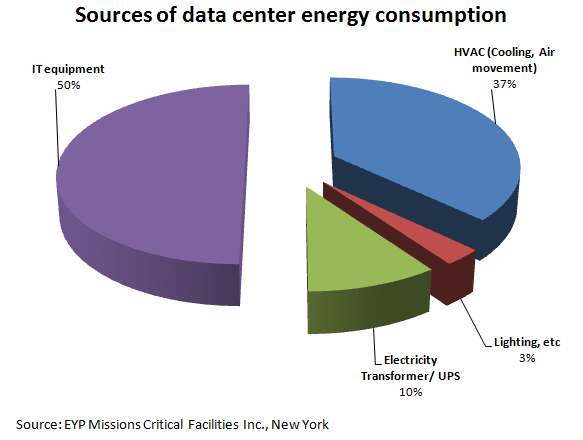 Sources of data center energy consumption
IT equipment
50%
HVAC (Cooling, Air
movement)
37%
Lighting, etc
3%
Electricity
Transformer/ UPS
10%
Source: EYP Missions Critical Facilities Inc., New York